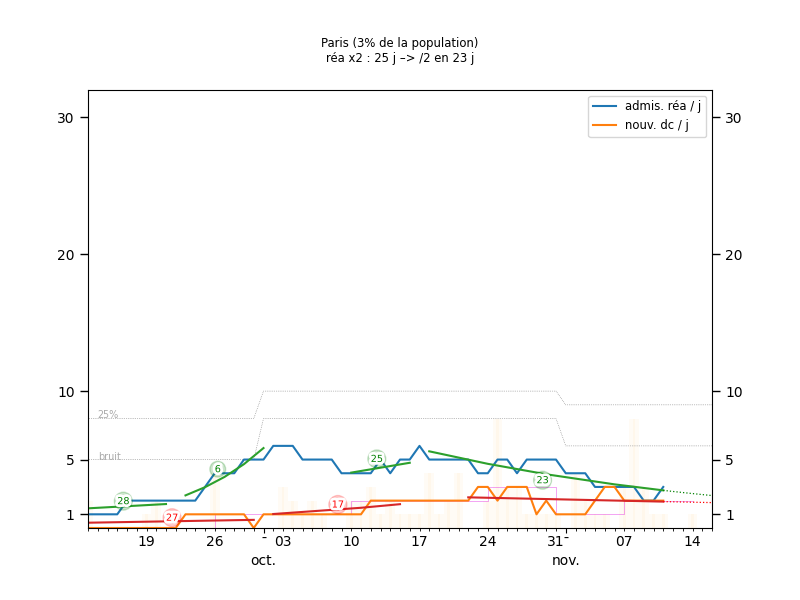 Paris (3% de la population)
réa x2 : 25 j –> /2 en 23 j
admis. réa / j
nouv. dc / j
30 30
20 20
10 10
25%
5 bruit 5
6
25
23
28
17
27
1 1
19 26 - 03 10 17 24 31 - 07 14
oct. nov.